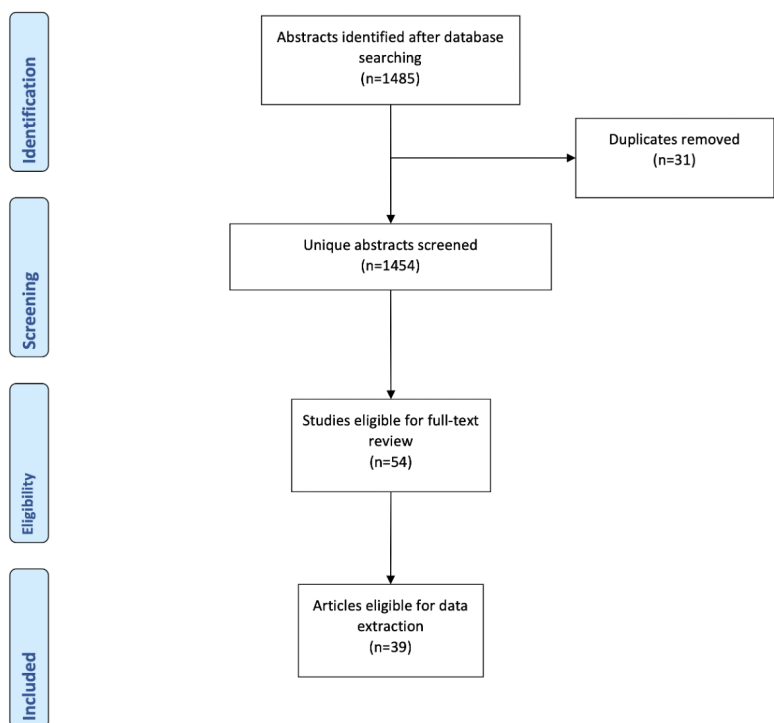 Identification
Abstracts identified after database
searching
(n=1485)
Duplicates removed
(n=31)
Screening
Unique abstracts screened
(n=1454)
Eligibility
Studies eligible for full-text
review
(n=54)
Included
Articles eligible for data
extraction
(n=39)